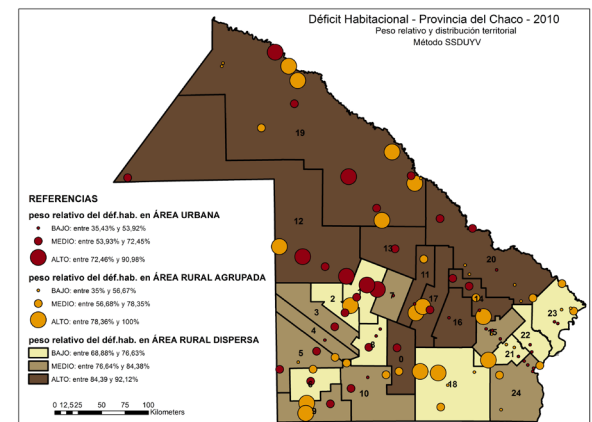 Déficit Habitacional - Provincia del Chaco - 2010
Peso relativo y distribución territorial
Método SSDUYV
19
12
13
20
11
2
7
17
14
3
16
23
4
15
22
8
5
0
21
6
18
10
24
9
REFERENCIAS
peso relativo del déf.hab. en ÁREA URBANA
BAJO: entre 35,43% y 53,92%
MEDIO: entre 53,93% y 72,45%
ALTO: entre 72,46% y 90,98%
peso relativo del déf.hab. en ÁREA RURAL AGRUPADA
BAJO: entre 35% y 56,67%
MEDIO: entre 56,68% y 78,35%
ALTO: entre 78,36% y 100%
peso relativo del déf.hab. en ÁREA RURAL DISPERSA
BAJO: entre 68,88% y 76,63%
MEDIO: entre 76,64% y 84,38%
ALTO: entre 84,39 y 92,12%
0 12,525 50 75 100
Kilometers